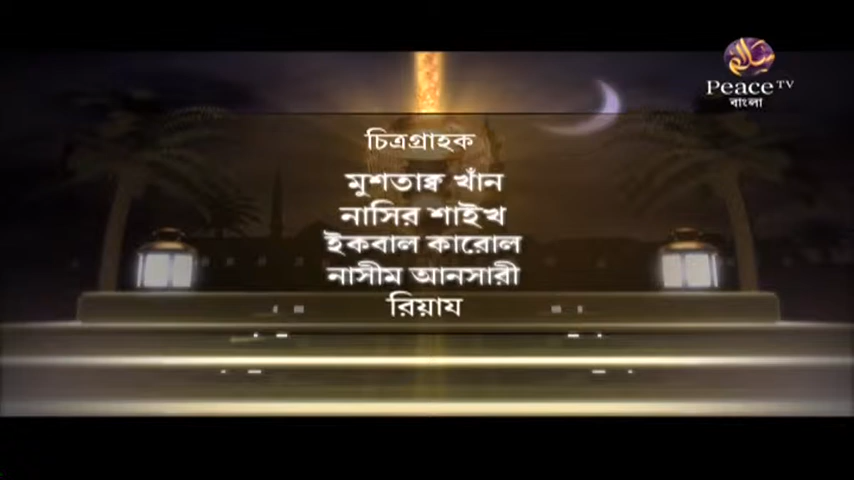 Peace TV
বাংলা
চিত্রগ্রাহক
মুশতাক্ব খাঁন
নাসির শাইখ
ইকবাল কারোল
নাসীম আনসারী
রিয়ায